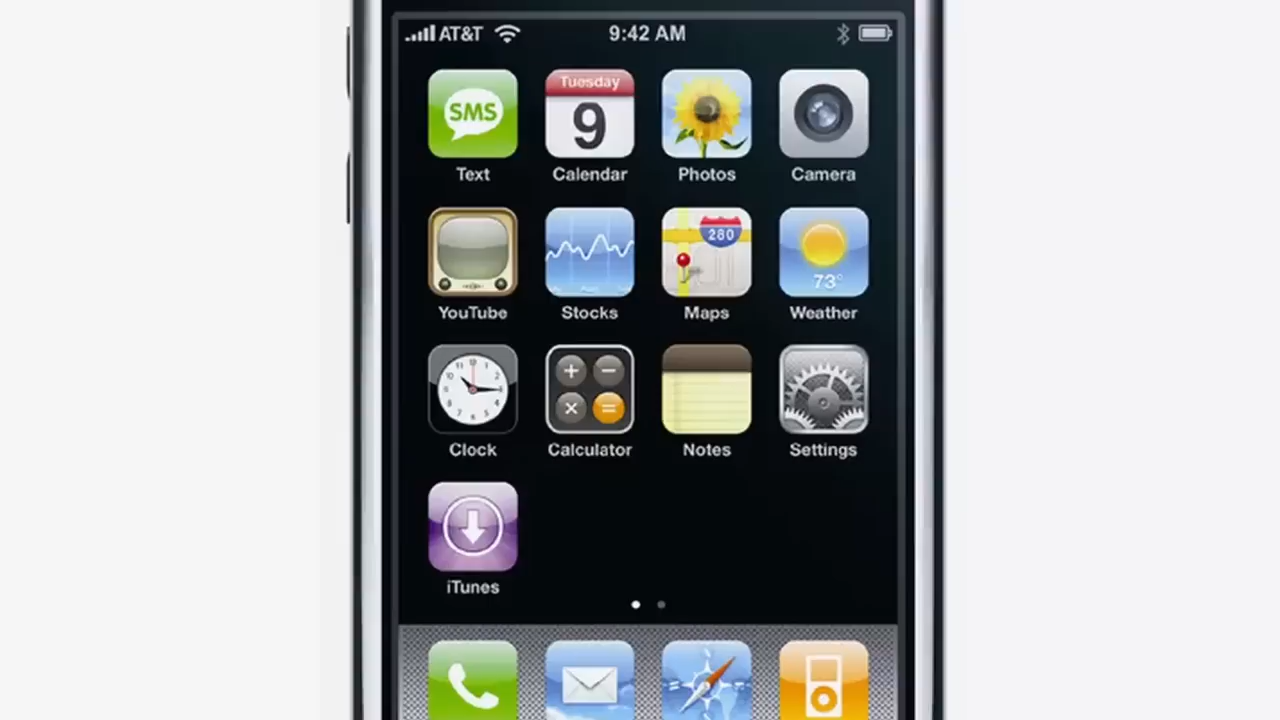 AT&T 9:42 AM
SMS Tuesday 9
Text Calendar Photos Camera
280 73°
YouTube Stocks Maps Weather
Clock Calculator Notes Settings
iTunes